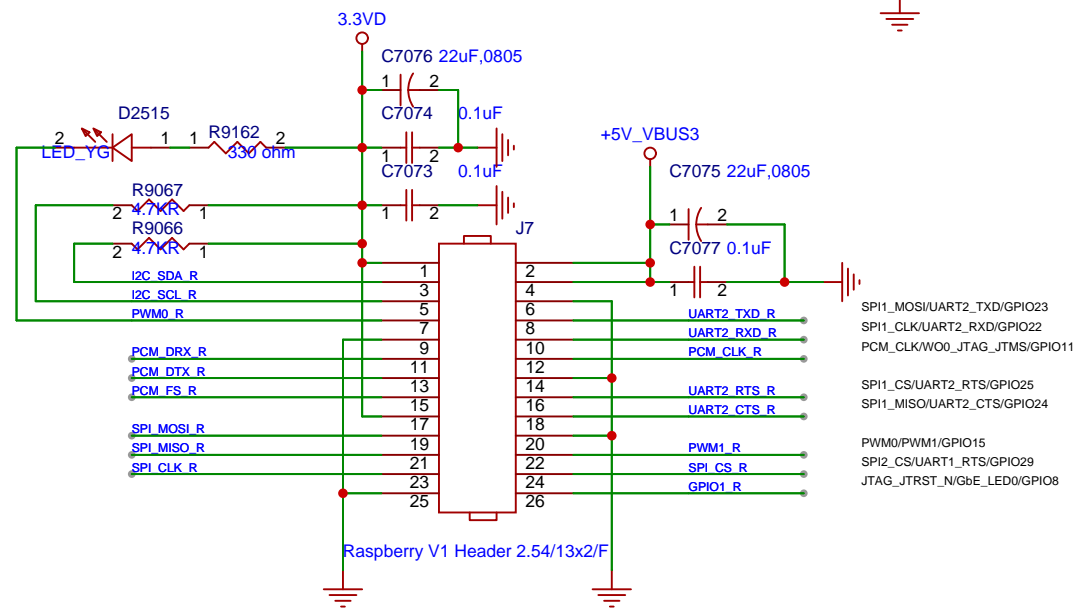 3.3VD
C7076 22uF,0805
1 2
C7074 0.1uF
1 2
D2515
2 1
LED_YG
R9162
1 2
330 ohm
C7073 0.1uF
1 2
+5V_VBUS3
C7075 22uF,0805
1 2
C7077 0.1uF
1 2
R9067
2 4.7KR 1
R9066
2 4.7KR 1
J7
I2C_SDA_R
I2C_SCL_R
PWM0_R
PCM_DRX_R
PCM_DTX_R
PCM_FS_R
SPI_MOSI_R
SPI_MISO_R
SPI_CLK_R
1 2
3 4
5 6
7 8
9 10
11 12
13 14
15 16
17 18
19 20
21 22
23 24
25 26
UART2_TXD_R
UART2_RXD_R
PCM_CLK_R
UART2_RTS_R
UART2_CTS_R
PWM1_R
SPI_CS_R
GPIO1_R
SPI1_MOSI/UART2_TXD/GPIO23
SPI1_CLK/UART2_RXD/GPIO22
PCM_CLK/WO0_JTAG_JTMS/GPIO11
SPI1_CS/UART2_RTS/GPIO25
SPI1_MISO/UART2_CTS/GPIO24
PWM0/PWM1/GPIO15
SPI2_CS/UART1_RTS/GPIO29
JTAG_JTRST_N/GbE_LED0/GPIO8
Raspberry V1 Header 2.54/13x2/F